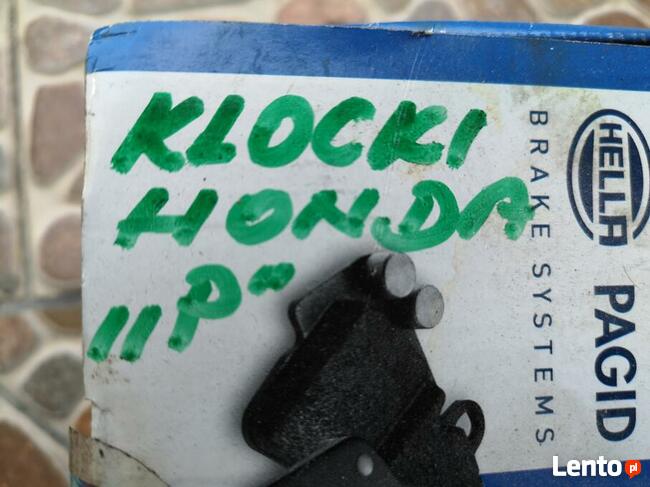 KLOCKI
HONDA
„P"
HELLA
PAGID
BRAKE SYSTEMS
Lento.pl